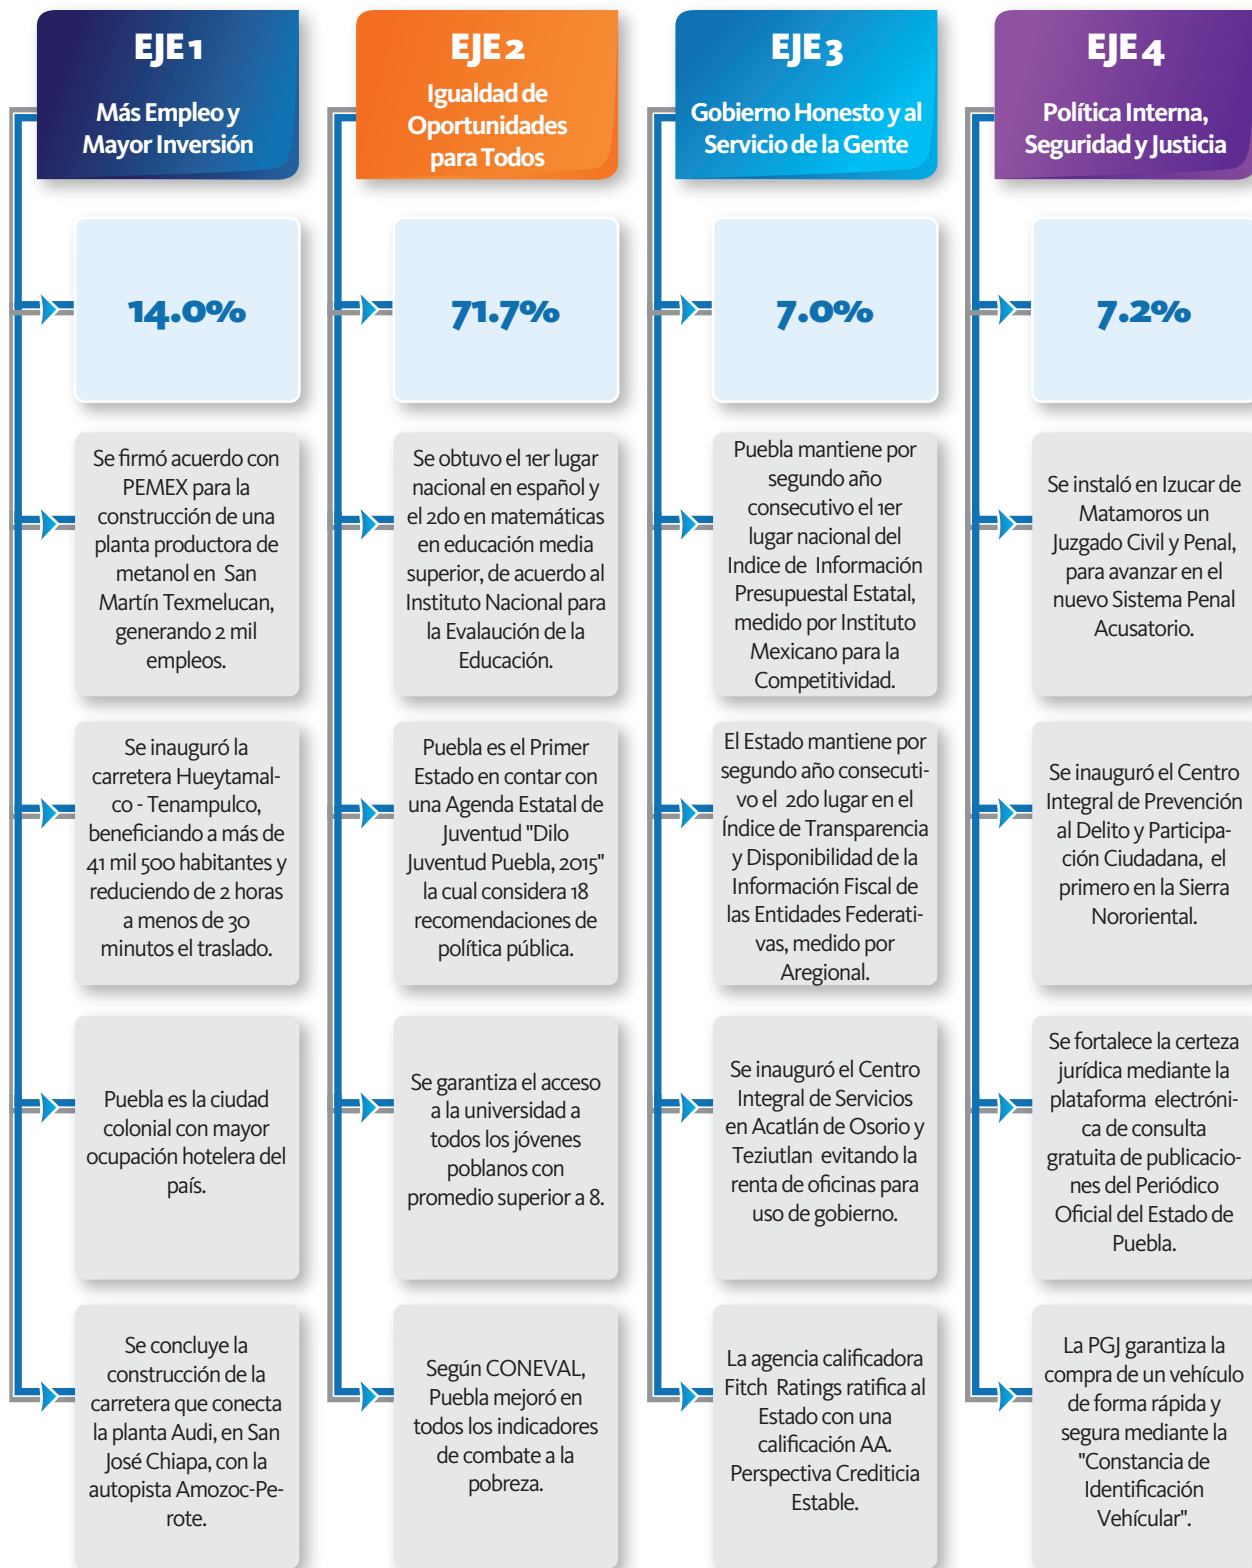 EJE 1
Más Empleo y
Mayor Inversión
14.0%
Se firmó acuerdo con
PEMEX para la
construcción de una
planta productora de
metanol en San
Martín Texmelucan,
generando 2 mil
empleos.
Se inauguró la
carretera Hueytamal-
co - Tenampulco,
beneficiando a más de
41 mil 500 habitantes y
reduciendo de 2 horas
a menos de 30
minutos el traslado.
Puebla es la ciudad
colonial con mayor
ocupación hotelera del
país.
Se concluye la
construcción de la
carretera que conecta
la planta Audi, en San
José Chiapa, con la
autopista Amozoc-Pe-
rote.
EJE 2
Igualdad de
Oportunidades
para Todos
71.7%
Se obtuvo el 1er lugar
nacional en español y
el 2do en matemáticas
en educación media
superior, de acuerdo al
Instituto Nacional para
la Evalaución de la
Educación.
Puebla es el Primer
Estado en contar con
una Agenda Estatal de
Juventud "Dilo
Juventud Puebla, 2015"
la cual considera 18
recomendaciones de
política pública.
Se garantiza el acceso
a la universidad a
todos los jóvenes
poblanos con
promedio superior a 8.
Según CONEVAL,
Puebla mejoró en
todos los indicadores
de combate a la
pobreza.
EJE 3
Gobierno Honesto y al
Servicio de la Gente
7.0%
Puebla mantiene por
segundo año
consecutivo el 1er
lugar nacional del
Indice de Información
Presupuestal Estatal,
medido por Instituto
Mexicano para la
Competitividad.
El Estado mantiene por
segundo año consecuti-
vo el 2do lugar en el
Índice de Transparencia
y Disponibilidad de la
Información Fiscal de
las Entidades Federati-
vas, medido por
Aregional.
Se inauguró el Centro
Integral de Servicios
en Acatlán de Osorio y
Teziutlan evitando la
renta de oficinas para
uso de gobierno.
La agencia calificadora
Fitch Ratings ratifica al
Estado con una
calificación AA.
Perspectiva Crediticia
Estable.
EJE 4
Política Interna,
Seguridad y Justicia
7.2%
Se instaló en Izucar de
Matamoros un
Juzgado Civil y Penal,
para avanzar en el
nuevo Sistema Penal
Acusatorio.
Se inauguró el Centro
Integral de Prevención
al Delito y Participa-
ción Ciudadana, el
primero en la Sierra
Nororiental.
Se fortalece la certeza
jurídica mediante la
plataforma electróni-
ca de consulta
gratuita de publicacio-
nes del Periódico
Oficial del Estado de
Puebla.
La PGJ garantiza la
compra de un vehículo
de forma rápida y
segura mediante la
"Constancia de
Identificación
Vehícular".